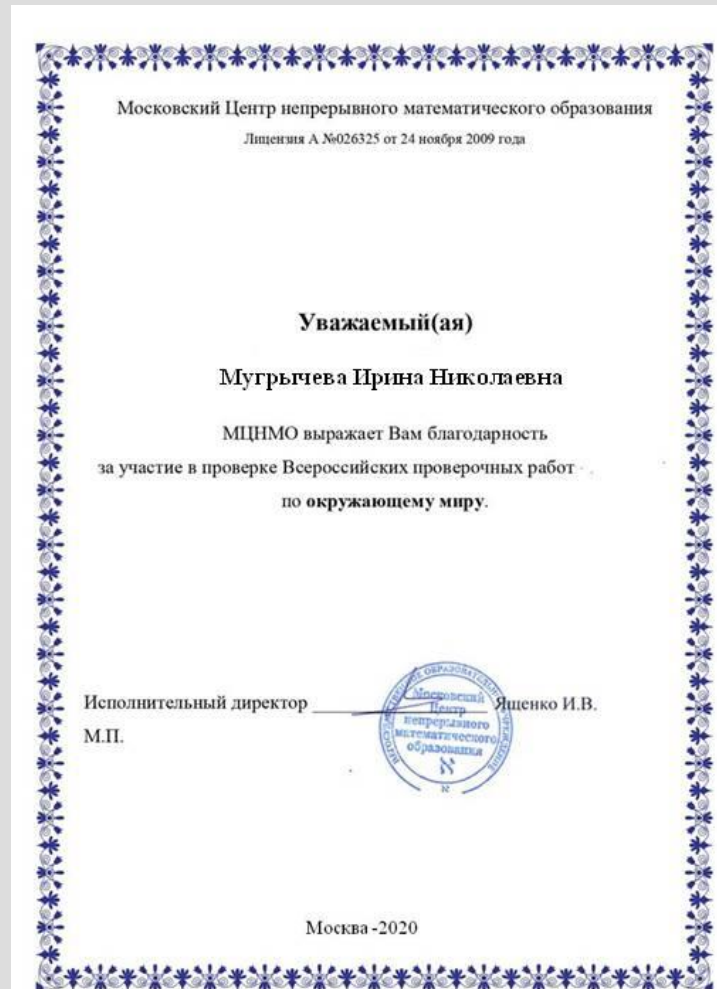 Московский Центр непрерывного математического образования
Лицензия А №026325 от 24 ноября 2009 года
Уважаемый(ая)
Мугрычева Ирина Николаевна
МЦНМО выражает Вам благодарность
за участие в проверке Всероссийских проверочных работ
по окружающему миру.
Исполнительный директор Ященко И.В.
М.П.
Московский
Центр
непрерывного
математического
образования
Москва-2020